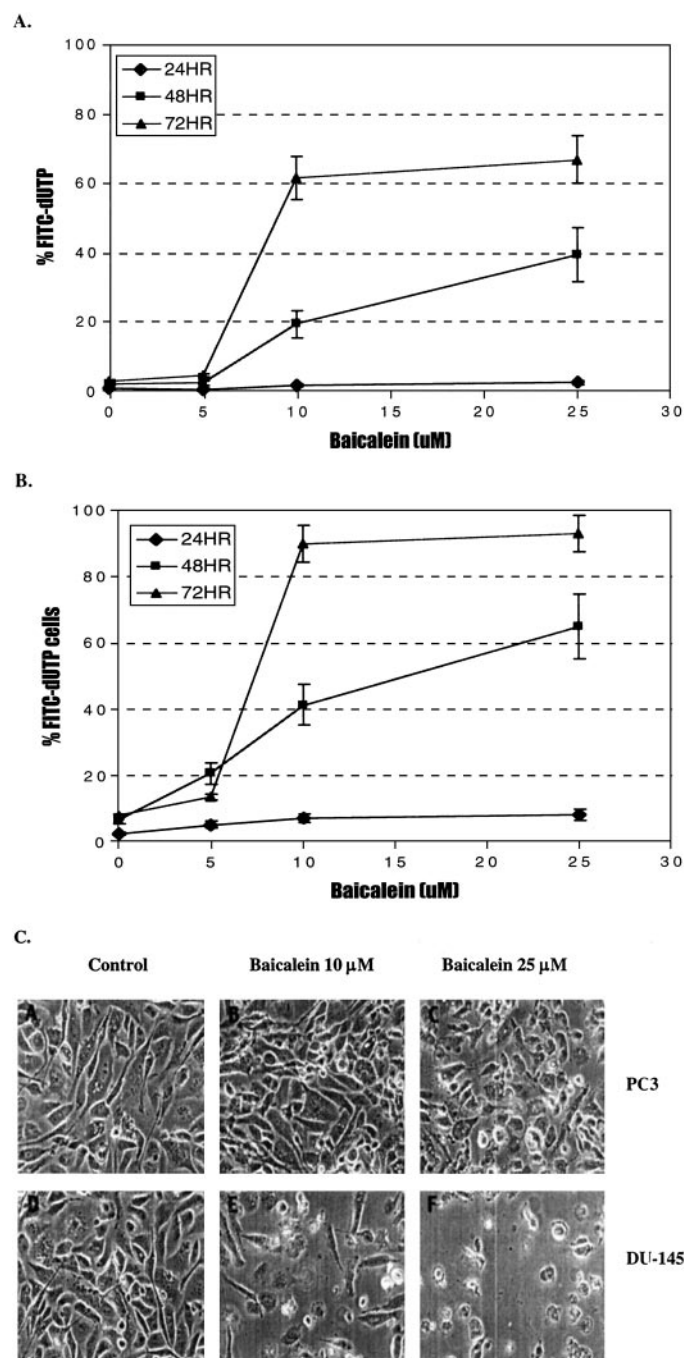 A.
100
80
60
40
20
0
% FITC-dUTP
24HR
48HR
72HR
0 5 10 15 20 25 30
Baicalein (uM)
B.
100
80
60
40
20
0
% FITC-dUTP cells
24HR
48HR
72HR
0 5 10 15 20 25 30
Baicalein (uM)
C.
Control Baicalein 10 μM Baicalein 25 μM
A B C PC3
D E F DU-145